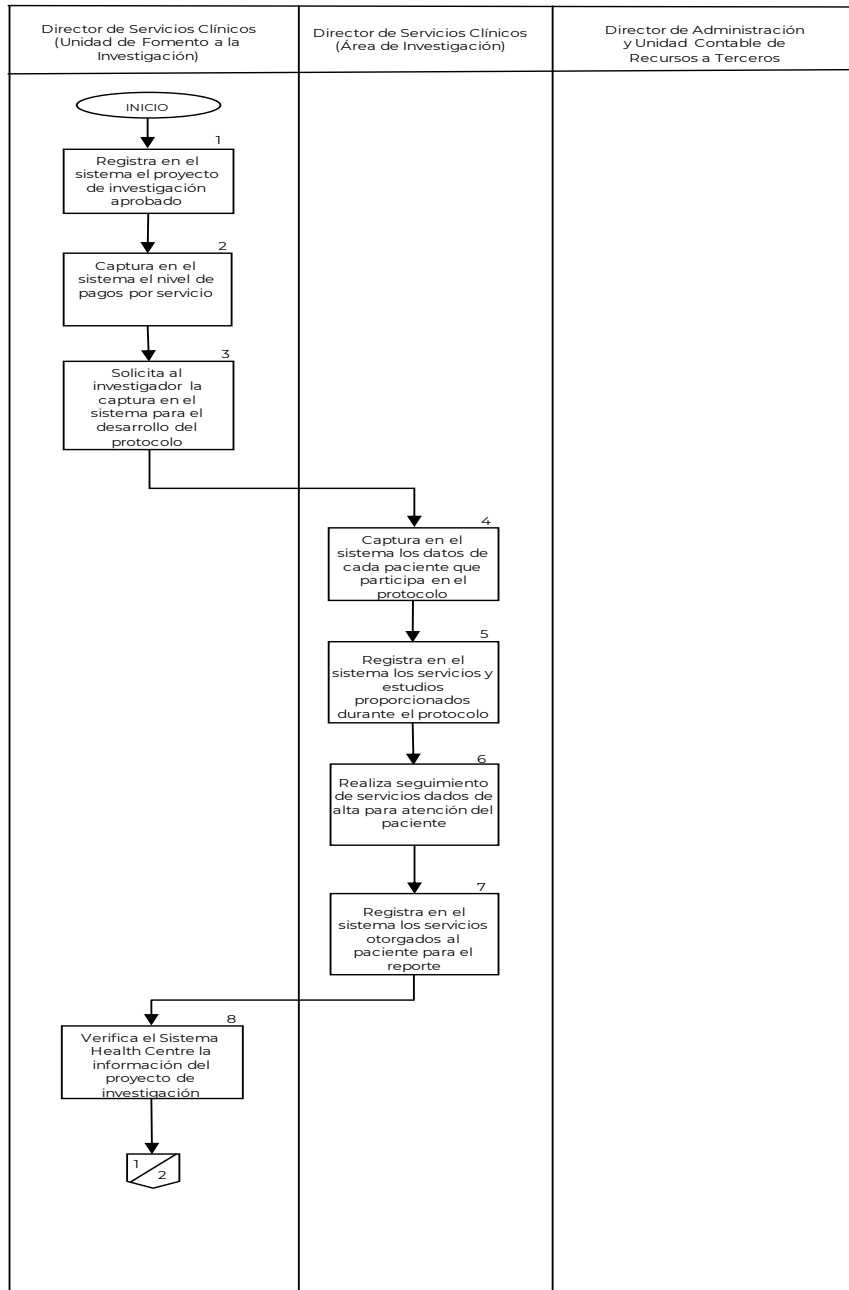 Director de Servicios Clínicos
(Unidad de Fomento a la
Investigación)
Director de Servicios Clínicos
(Área de Investigación)
Director de Administración
y Unidad Contable de
Recursos a Terceros
INICIO
1
Registra en el
sistema el proyecto
de investigación
aprobado
2
Captura en el
sistema el nivel de
pagos por servicio
3
Solicita al
investigador la
captura en el
sistema para el
desarrollo del
protocolo
4
Captura en el
sistema los datos de
cada paciente que
participa en el
protocolo
5
Registra en el
sistema los servicios y
estudios
proporcionados
durante el protocolo
6
Realiza seguimiento
de servicios dados de
alta para atención del
paciente
7
Registra en el
sistema los servicios
otorgados al
paciente para el
reporte
8
Verifica el Sistema
Health Centre la
información del
proyecto de
investigación
1
2